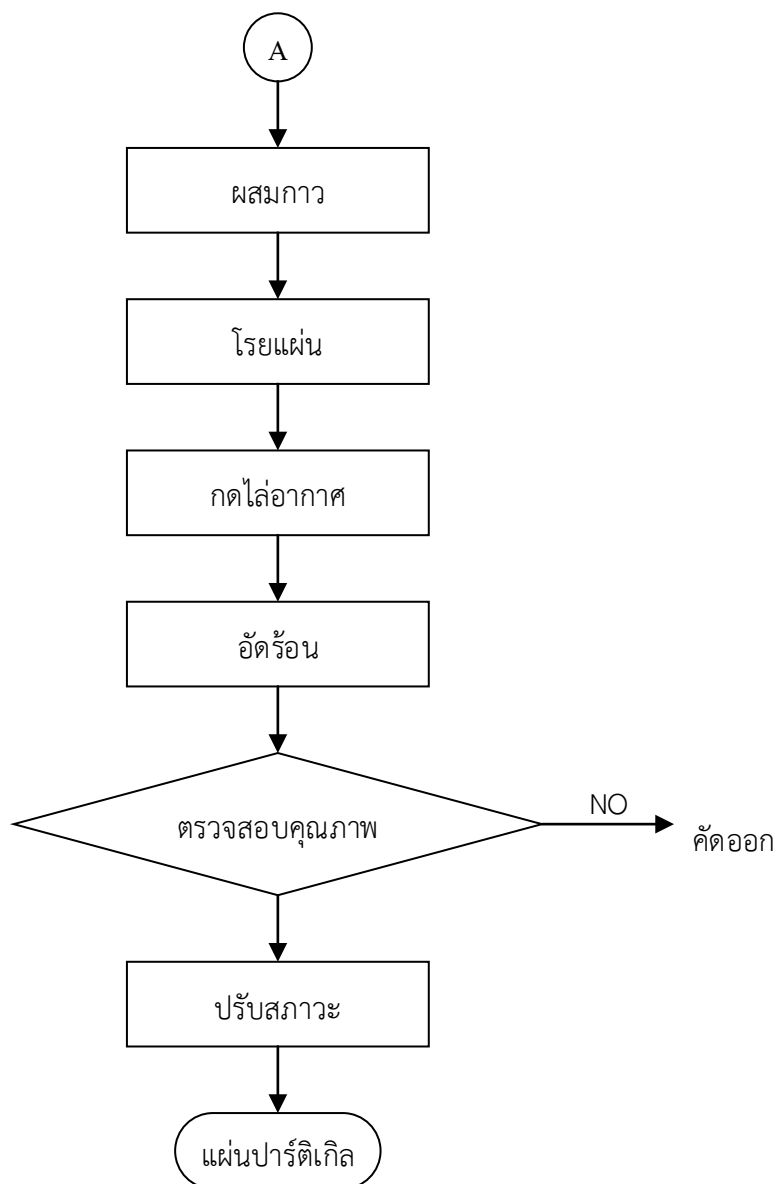 A
ผสมกาว
โรยแผ่น
กดไล่อากาศ
อัดร้อน
ตรวจสอบคุณภาพ
NO
คัดออก
ปรับสภาวะ
แผ่นปาร์ติเกิล